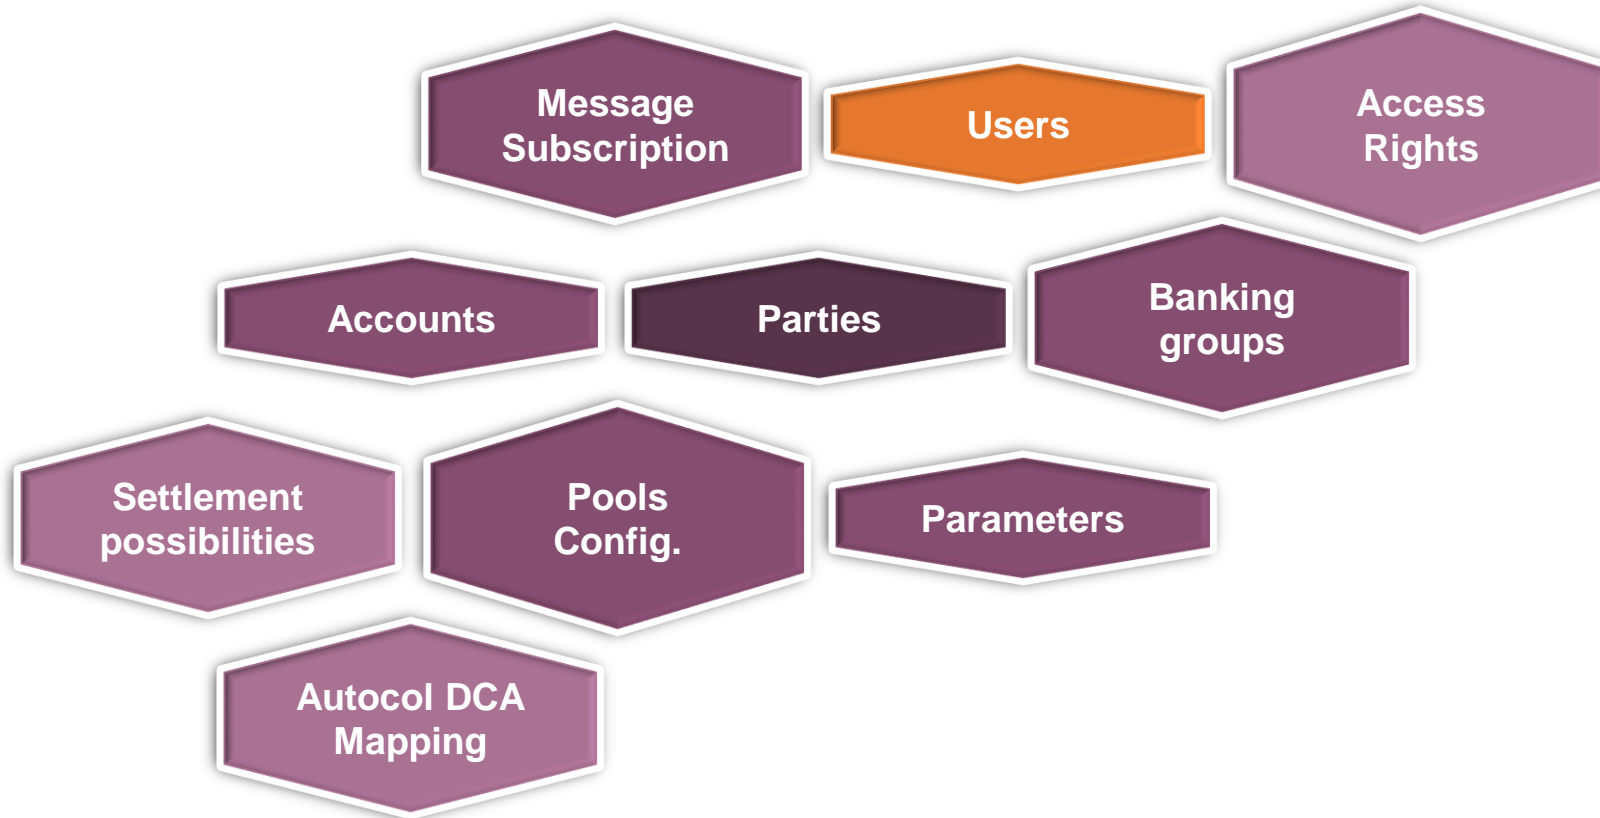 Message
Subscription
Users
Access
Rights
Accounts
Parties
Banking
groups
Settlement
possibilities
Pools
Config.
Parameters
Autocol DCA
Mapping